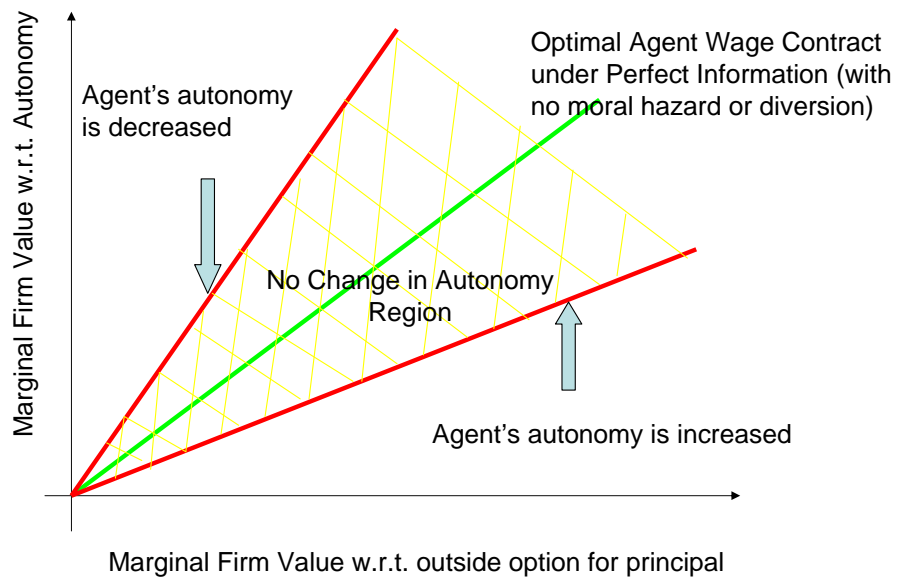 Marginal Firm Value w.r.t. Autonomy
Agent's autonomy
is decreased
Optimal Agent Wage Contract
under Perfect Information (with
no moral hazard or diversion)
No Change in Autonomy
Region
Agent's autonomy is increased
Marginal Firm Value w.r.t. outside option for principal